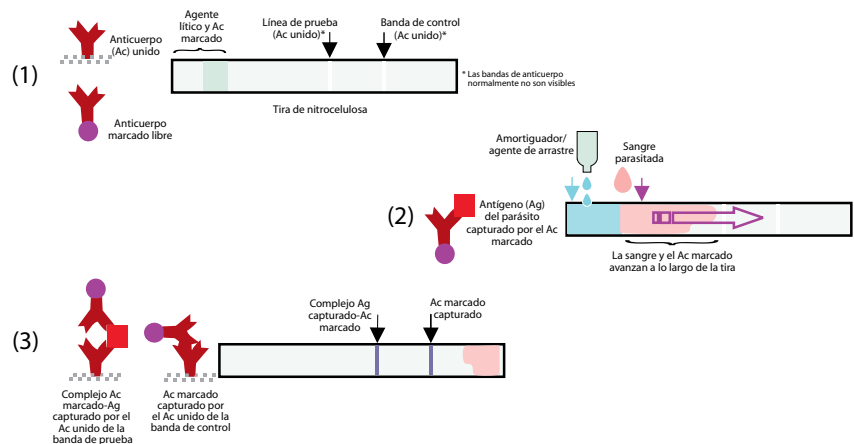 (1)
Anticuerpo
(Ac) unido
Anticuerpo
marcado libre
Agente
lítico y Ac
marcado
Línea de prueba
(Ac unido)*
Banda de control
(Ac unido)*
* Las bandas de anticuerpo
normalmente no son visibles
Tira de nitrocelulosa
(2)
Amortiguador/
agente de arrastre
Sangre
parasitada
Antígeno (Ag)
del parásito
capturado por el Ac
marcado
La sangre y el Ac marcado
avanzan a lo largo de la tira
(3)
Complejo Ag
capturado-Ac
marcado
Ac marcado
capturado
Complejo Ac
marcado-Ag
capturado por el
Ac unido de la
banda de prueba
Ac marcado
capturado por
el Ac unido de la
banda de control